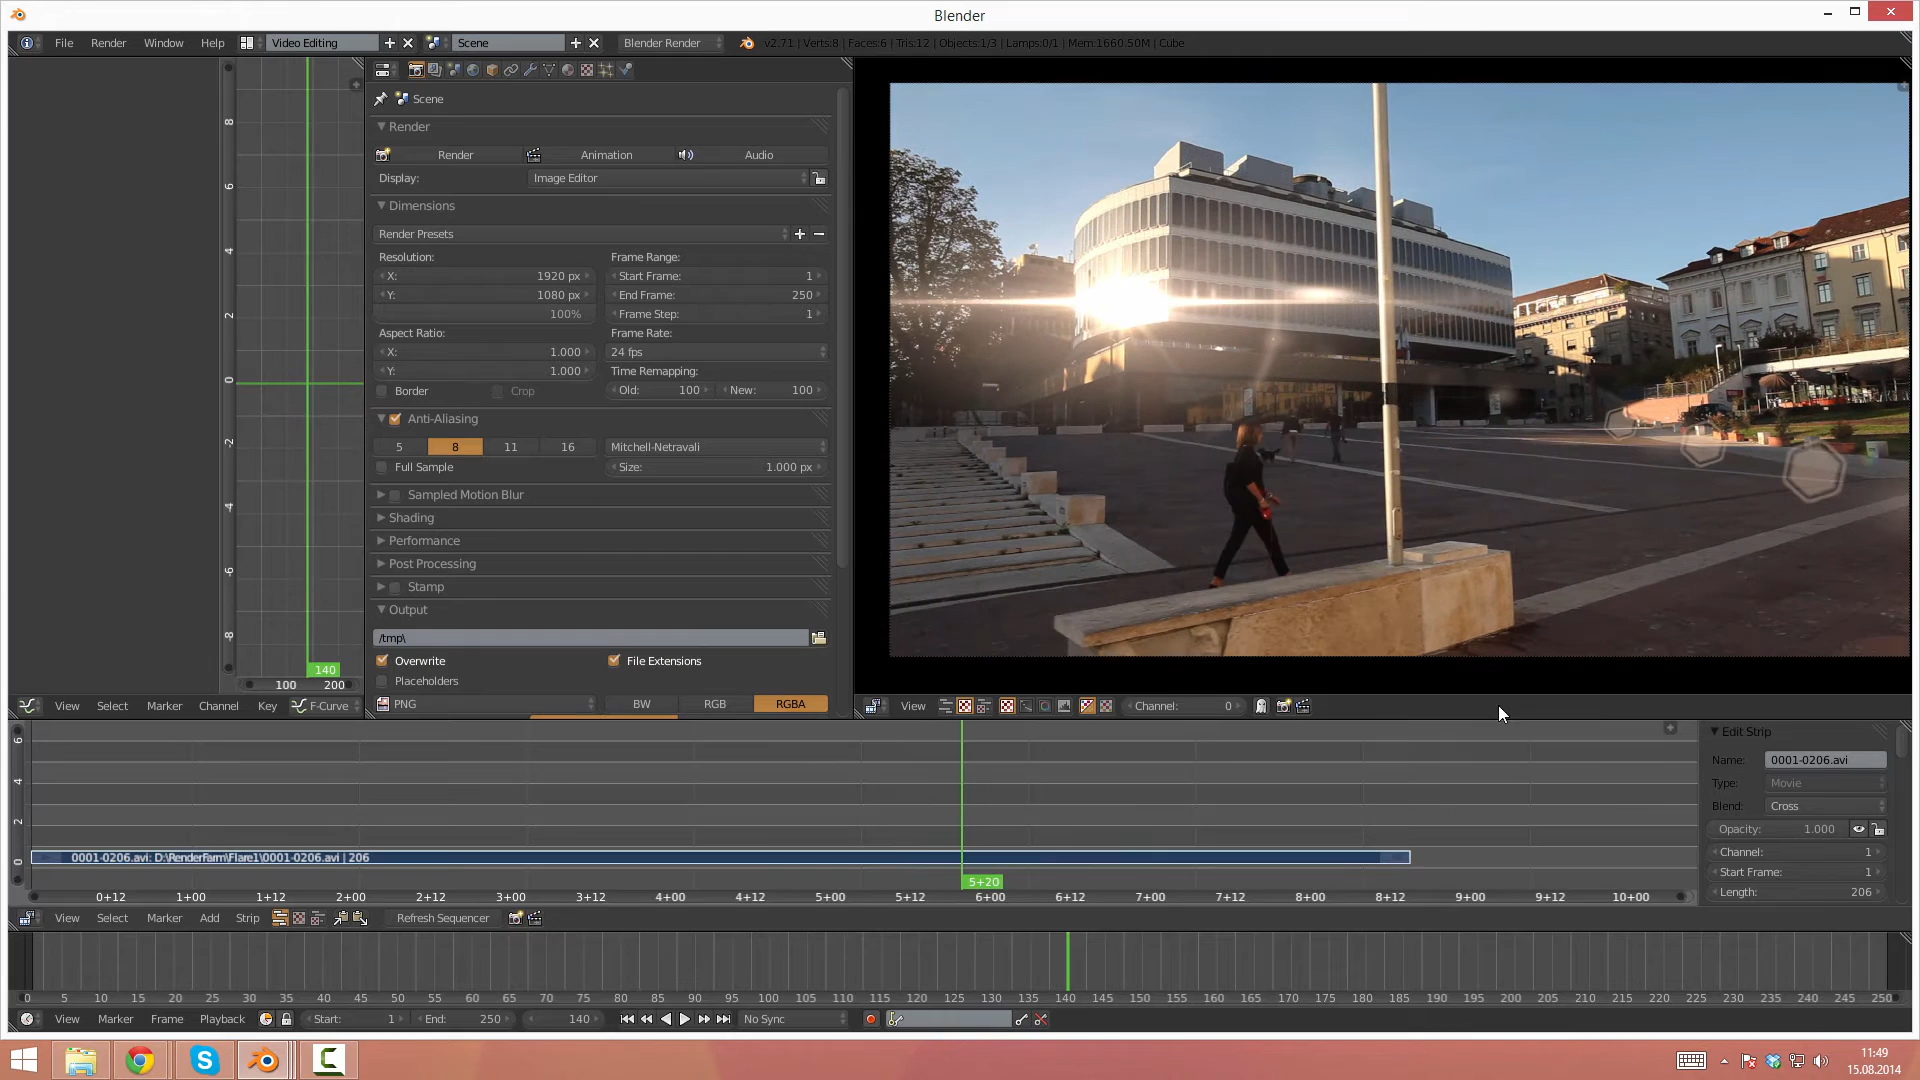 Blender
File Render Window Help Video Editing Scene Blender Render v2.71 | Verts:8 | Faces:6 | Tris:12 | Objects:1/3 | Lamps:0/1 | Mem:1660.50M | Cube
Scene
Render
Render Animation Audio
Display: Image Editor
Dimensions
Render Presets
Resolution: Frame Range:
X: 1920 px Start Frame: 1
Y: 1080 px End Frame: 250
100% Frame Step: 1
Aspect Ratio: Frame Rate:
X: 1.000 24 fps
Y: 1.000 Time Remapping:
Border Crop Old: 100 New: 100
Anti-Aliasing
5 8 11 16 Mitchell-Netravali
Full Sample Size: 1.000 px
Sampled Motion Blur
Shading
Performance
Post Processing
Stamp
Output
/tmp\
Overwrite File Extensions
Placeholders
PNG BW RGB RGBA
8
6
4
2
0
-2
-4
-6
-8
140
100 200
View Select Marker Channel Key F-Curve
View Channel: 0
6
4
2
0
0001-0206.avi: D:\RenderFarm\Flare1\0001-0206.avi | 206
5+20
0+12 1+00 1+12 2+00 2+12 3+00 3+12 4+00 4+12 5+00 5+12 6+00 6+12 7+00 7+12 8+00 8+12 9+00 9+12 10+00
Edit Strip
Name: 0001-0206.avi
Type: Movie
Blend: Cross
Opacity: 1.000
Channel: 1
Start Frame: 1
Length: 206
View Select Marker Add Strip Refresh Sequencer
0 5 10 15 20 25 30 35 40 45 50 55 60 65 70 75 80 85 90 95 100 105 110 115 120 125 130 135 140 145 150 155 160 165 170 175 180 185 190 195 200 205 210 215 220 225 230 235 240 245 250
View Marker Frame Playback Start: 1 End: 250 140 No Sync
11:49
15.08.2014